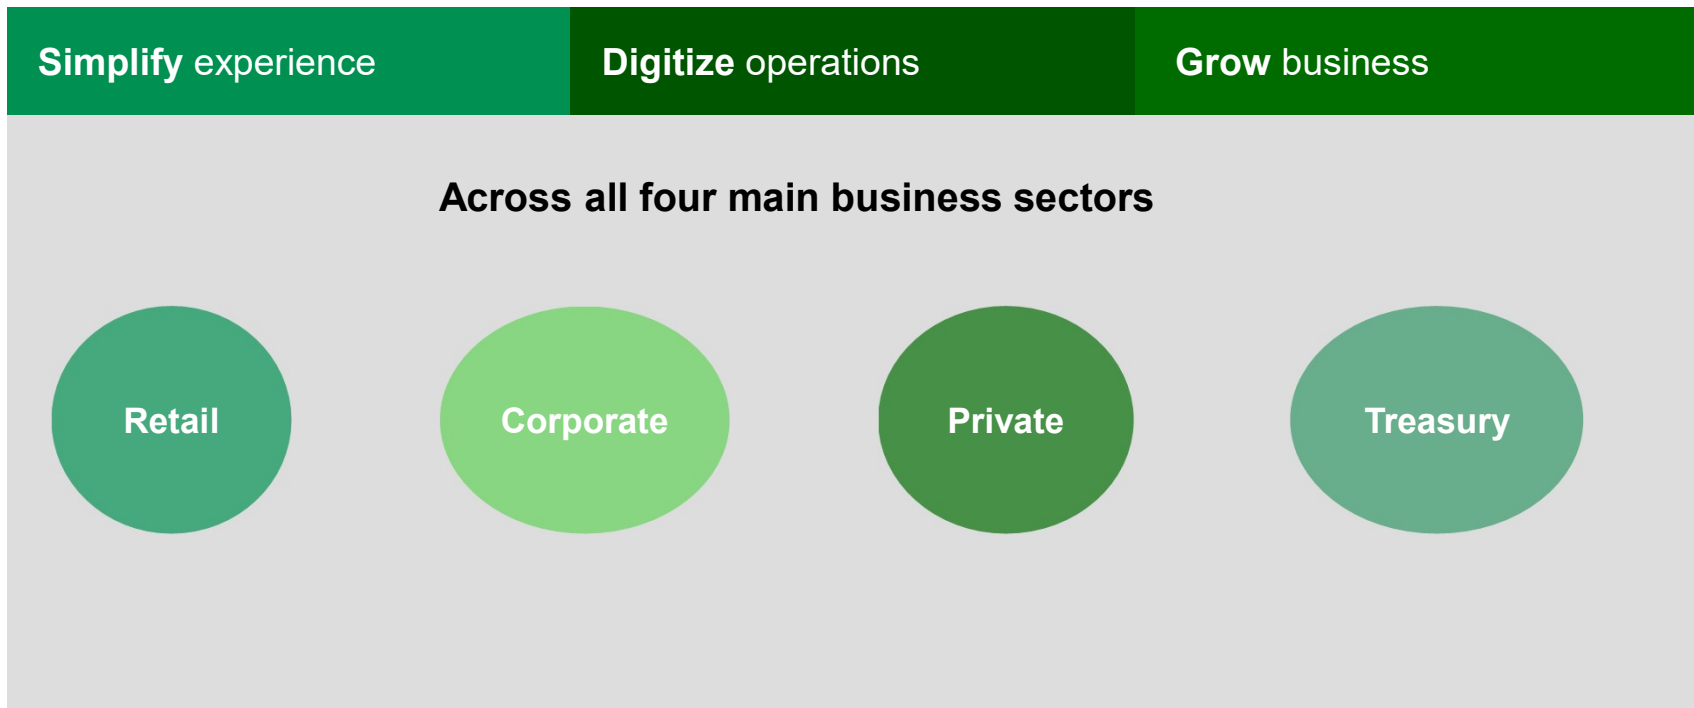 Simplify experience
Digitize operations
Grow business
Across all four main business sectors
Retail
Corporate
Private
Treasury